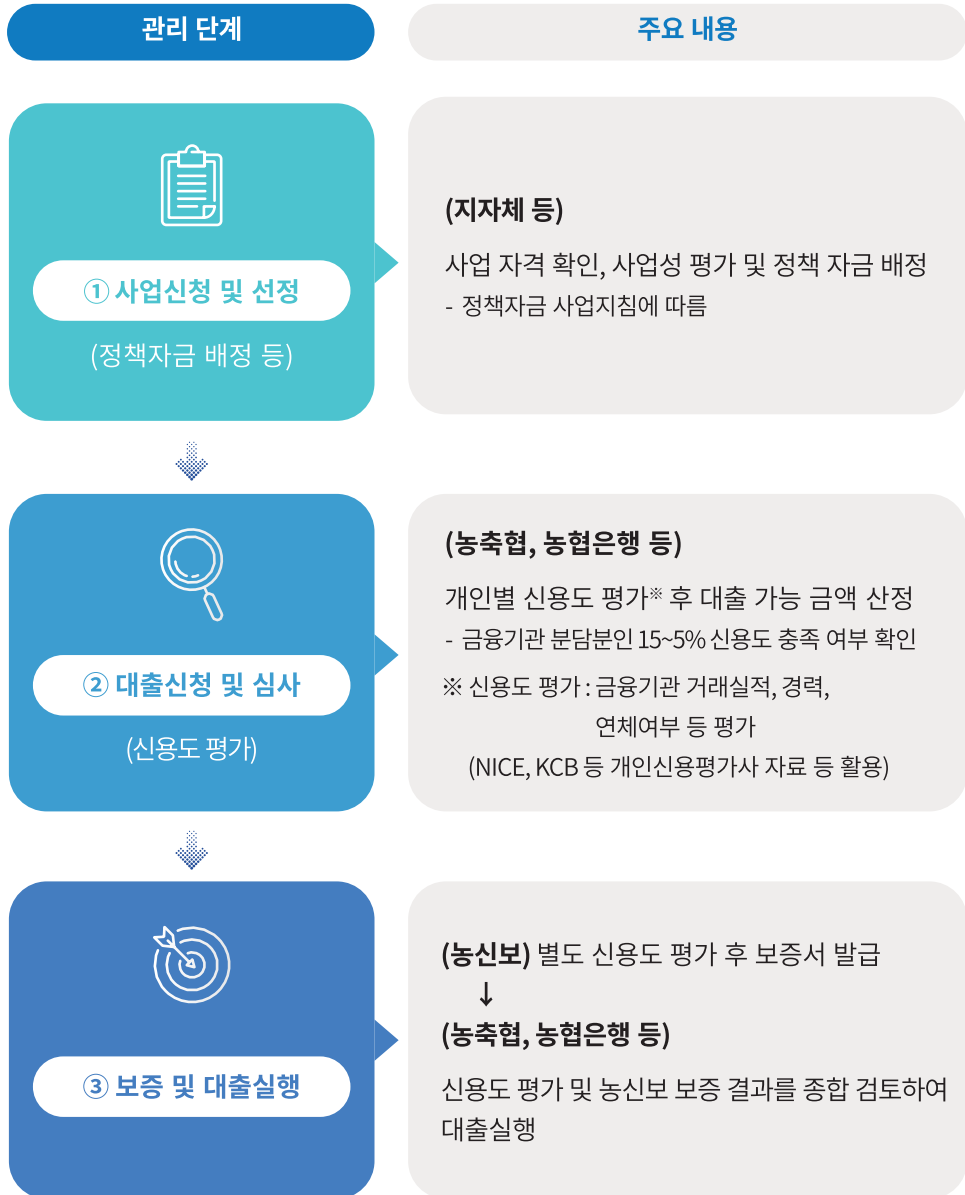 관리 단계
주요 내용
① 사업신청 및 선정
(정책자금 배정 등)
(지자체 등)
사업 자격 확인, 사업성 평가 및 정책 자금 배정
- 정책자금 사업지침에 따름
② 대출신청 및 심사
(신용도 평가)
(농축협, 농협은행 등)
개인별 신용도 평가※ 후 대출 가능 금액 산정
- 금융기관 분담분인 15~5% 신용도 충족 여부 확인
※ 신용도 평가 : 금융기관 거래실적, 경력,
연체여부 등 평가
(NICE, KCB 등 개인신용평가사 자료 등 활용)
③ 보증 및 대출실행
(농신보) 별도 신용도 평가 후 보증서 발급
↓
(농축협, 농협은행 등)
신용도 평가 및 농신보 보증 결과를 종합 검토하여
대출실행